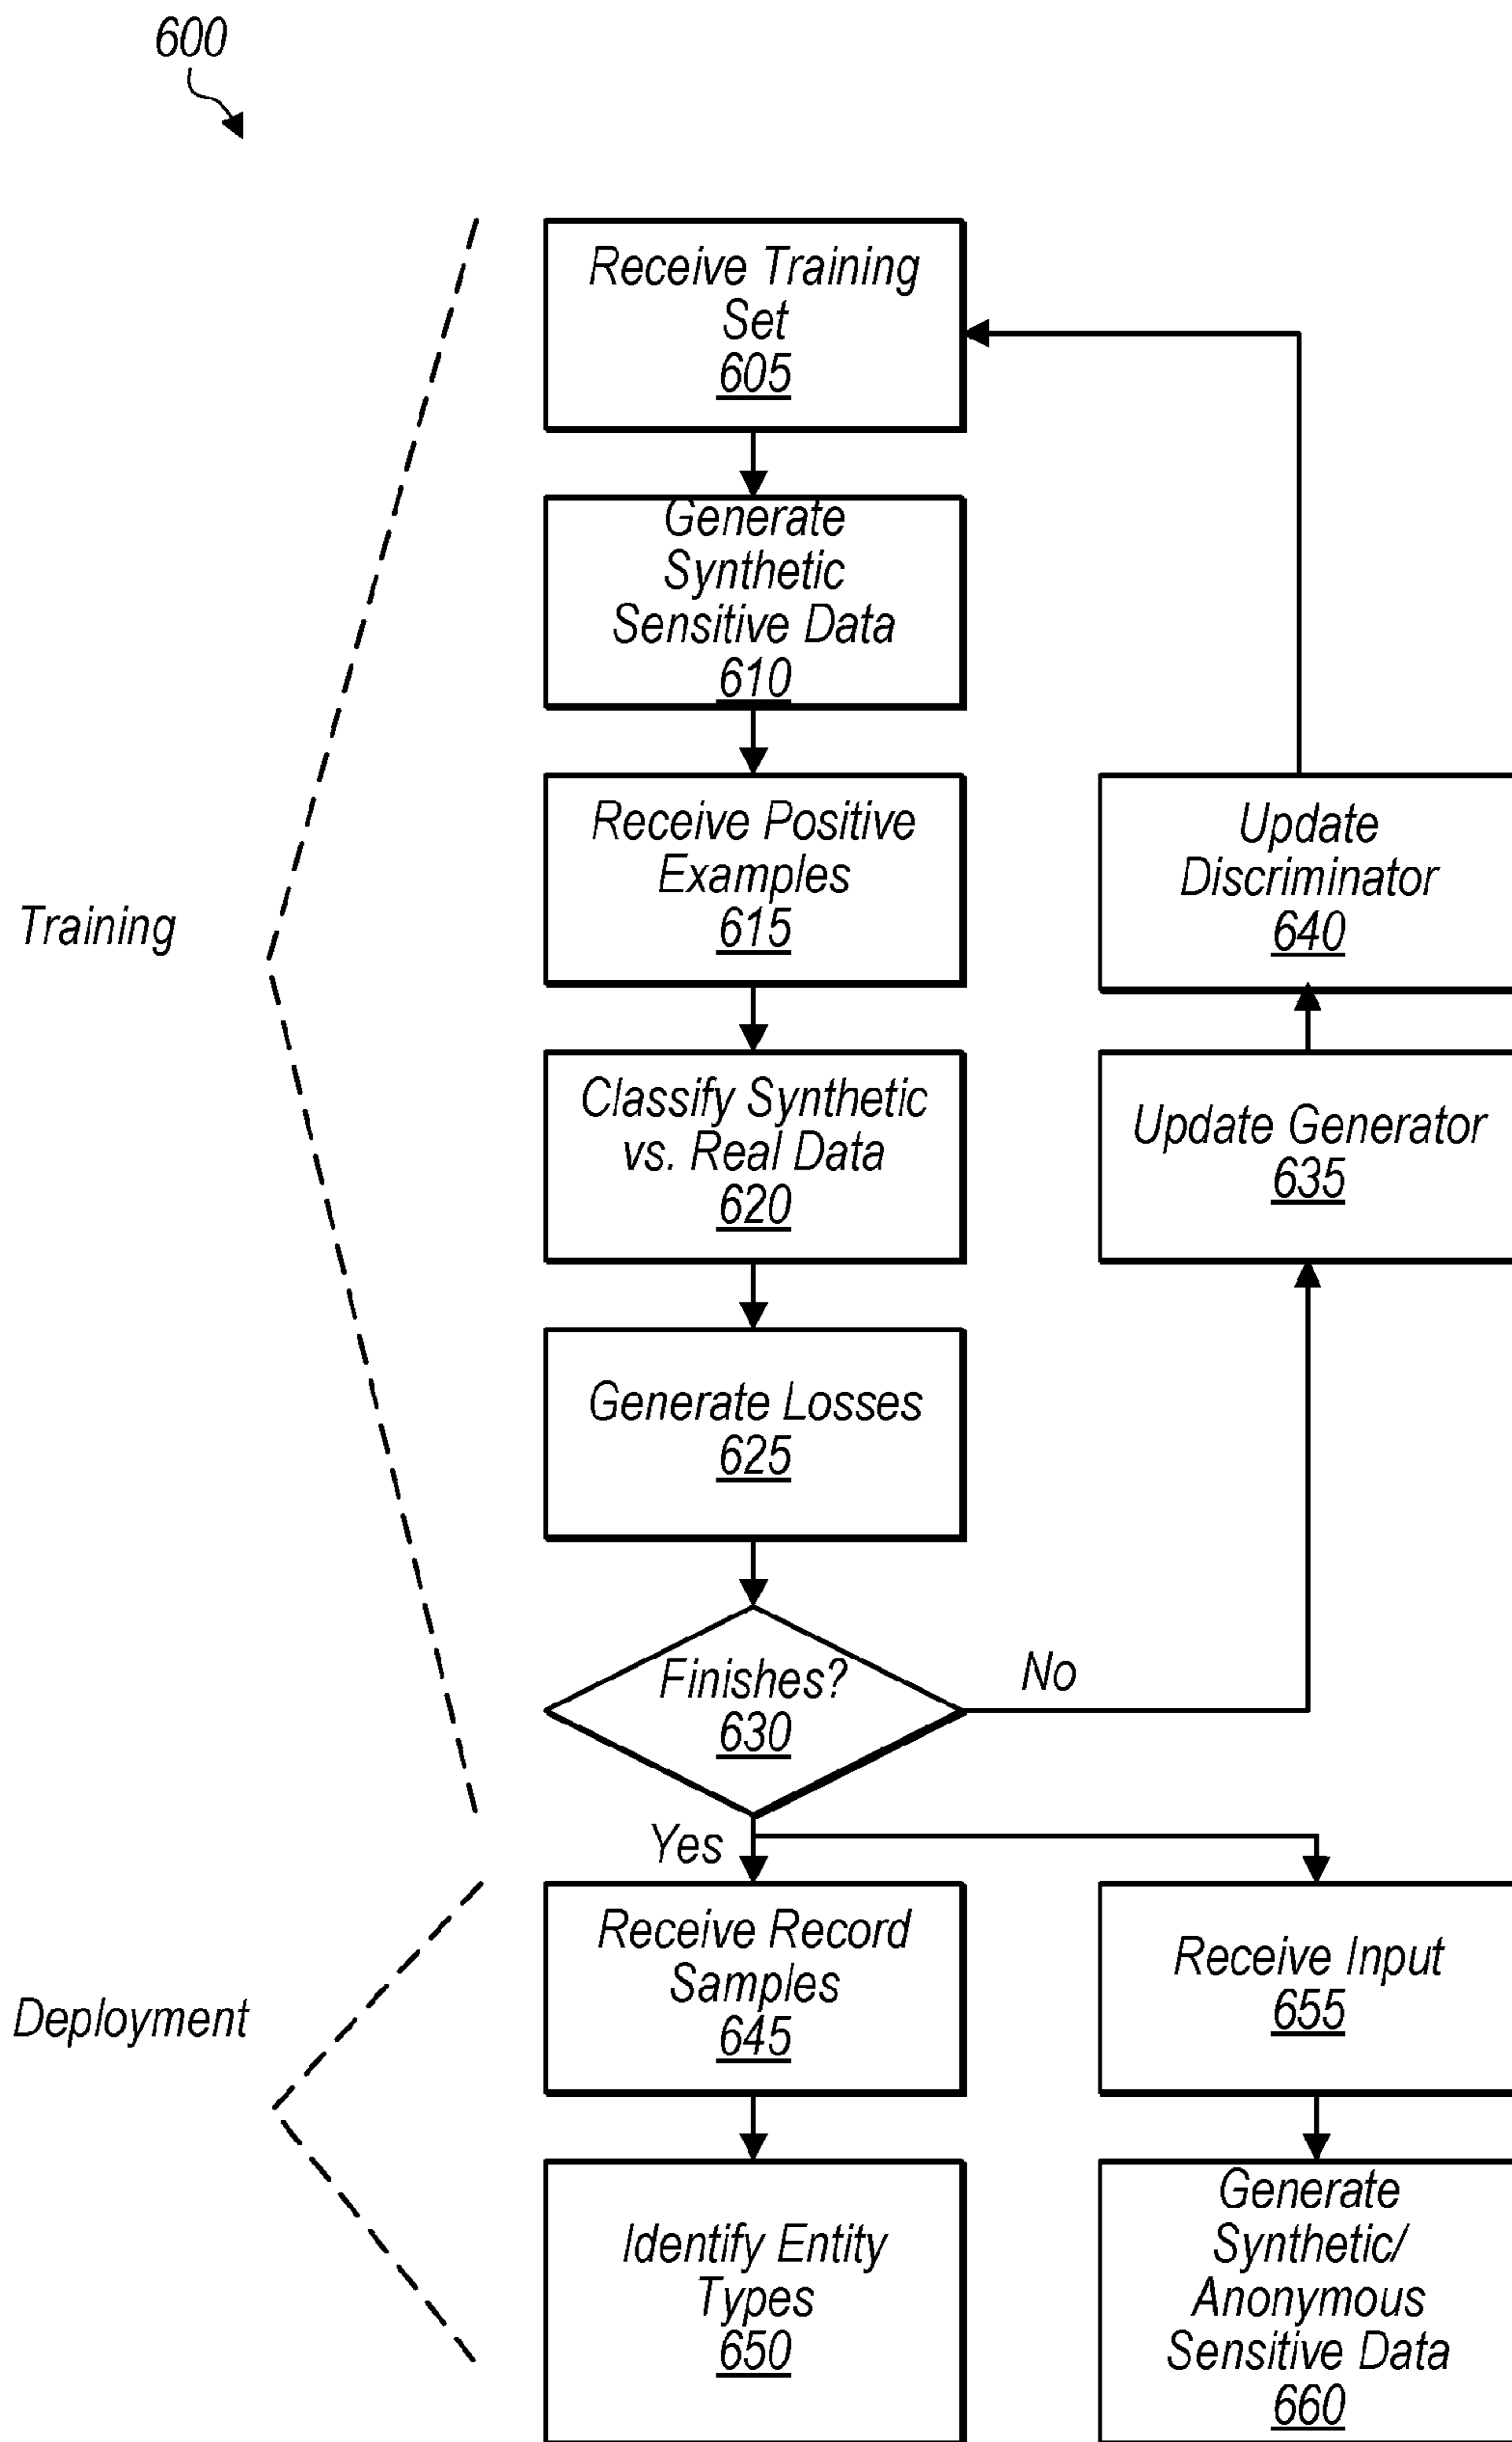 600
Receive Training
Set
605
Generate
Synthetic
Sensitive Data
610
Receive Positive
Examples
615
Update
Discriminator
640
Training
Classify Synthetic
vs. Real Data
620
Update Generator
635
Generate Losses
625
Finishes?
630
No
Yes
Receive Record
Samples
645
Receive Input
655
Deployment
Identify Entity
Types
650
Generate
Synthetic/
Anonymous
Sensitive Data
660